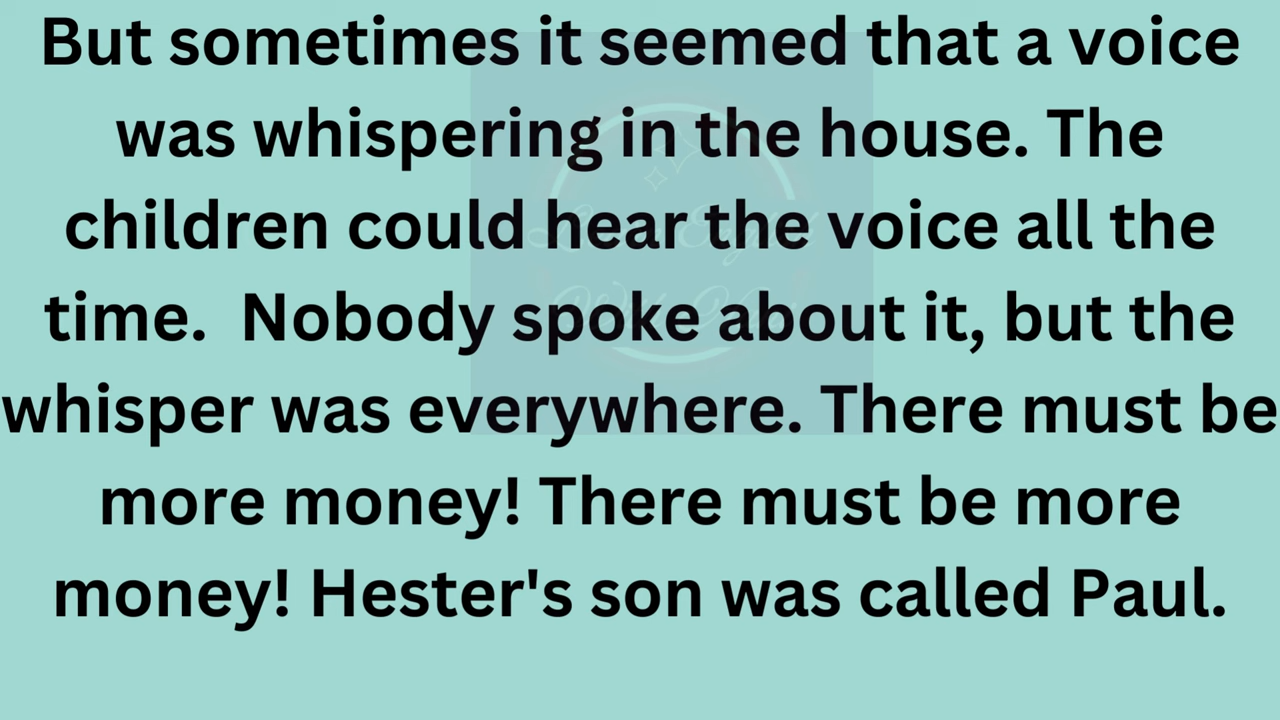 But sometimes it seemed that a voice
was whispering in the house. The
children could hear the voice all the
time.  Nobody spoke about it, but the
whisper was everywhere. There must be
more money! There must be more
money! Hester's son was called Paul.